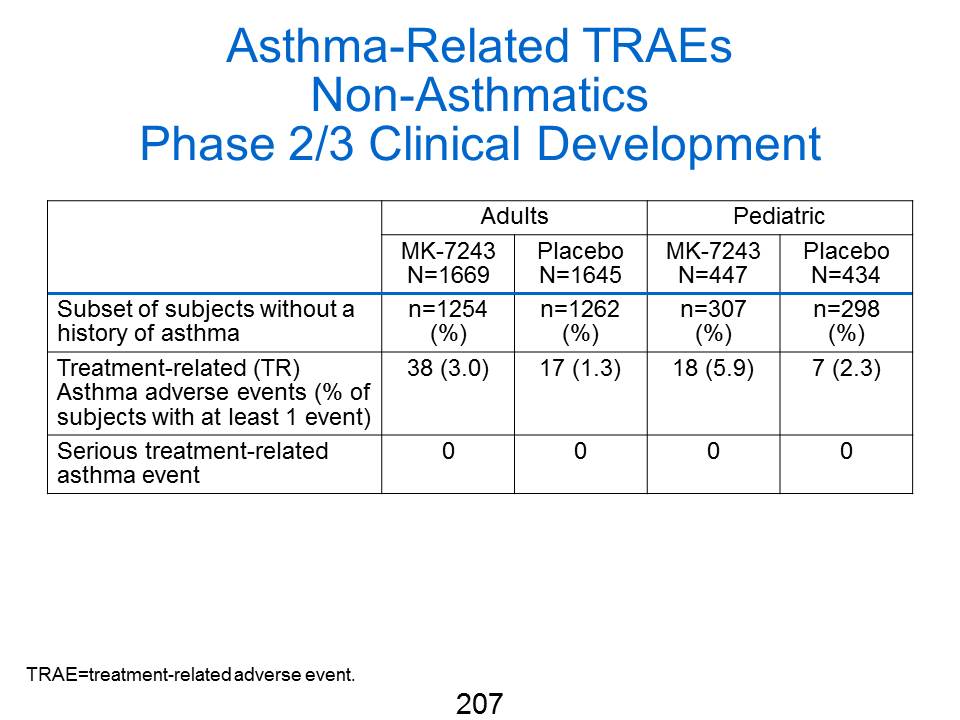 Asthma-Related TRAEs
Non-Asthmatics
Phase 2/3 Clinical Development
Adults
Pediatric
MK-7243
N=1669
Placebo
N=1645
MK-7243
N=447
Placebo
N=434
Subset of subjects without a
history of asthma
n=1254
(%)
n=1262
(%)
n=307
(%)
n=298
(%)
Treatment-related (TR)
Asthma adverse events (% of
subjects with at least 1 event)
38 (3.0)
17 (1.3)
18 (5.9)
7 (2.3)
Serious treatment-related
asthma event
0
0
0
0
TRAE=treatment-related adverse event.
207